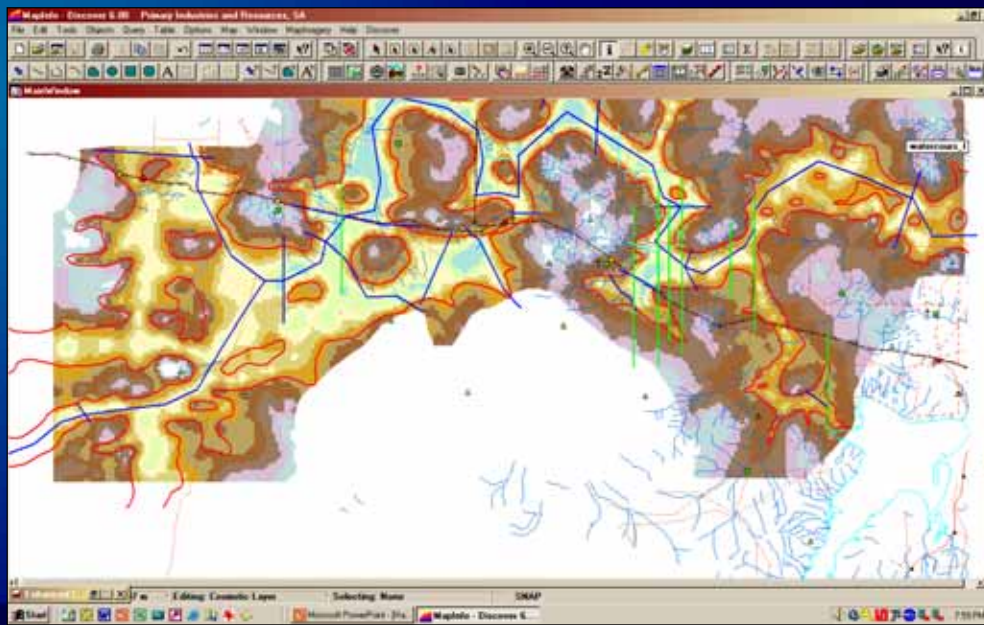 MapInfo - Discover 6.00 Primary Industries and Resources, SA
File Edit Tools Objects Query Table Options Map Window MapImagery Help Discover
MainWindow
watercours_l
Editing: Cosmetic Layer Selecting: None SNAP
Start Microsoft PowerPoint - MapInfo - Discover 6....